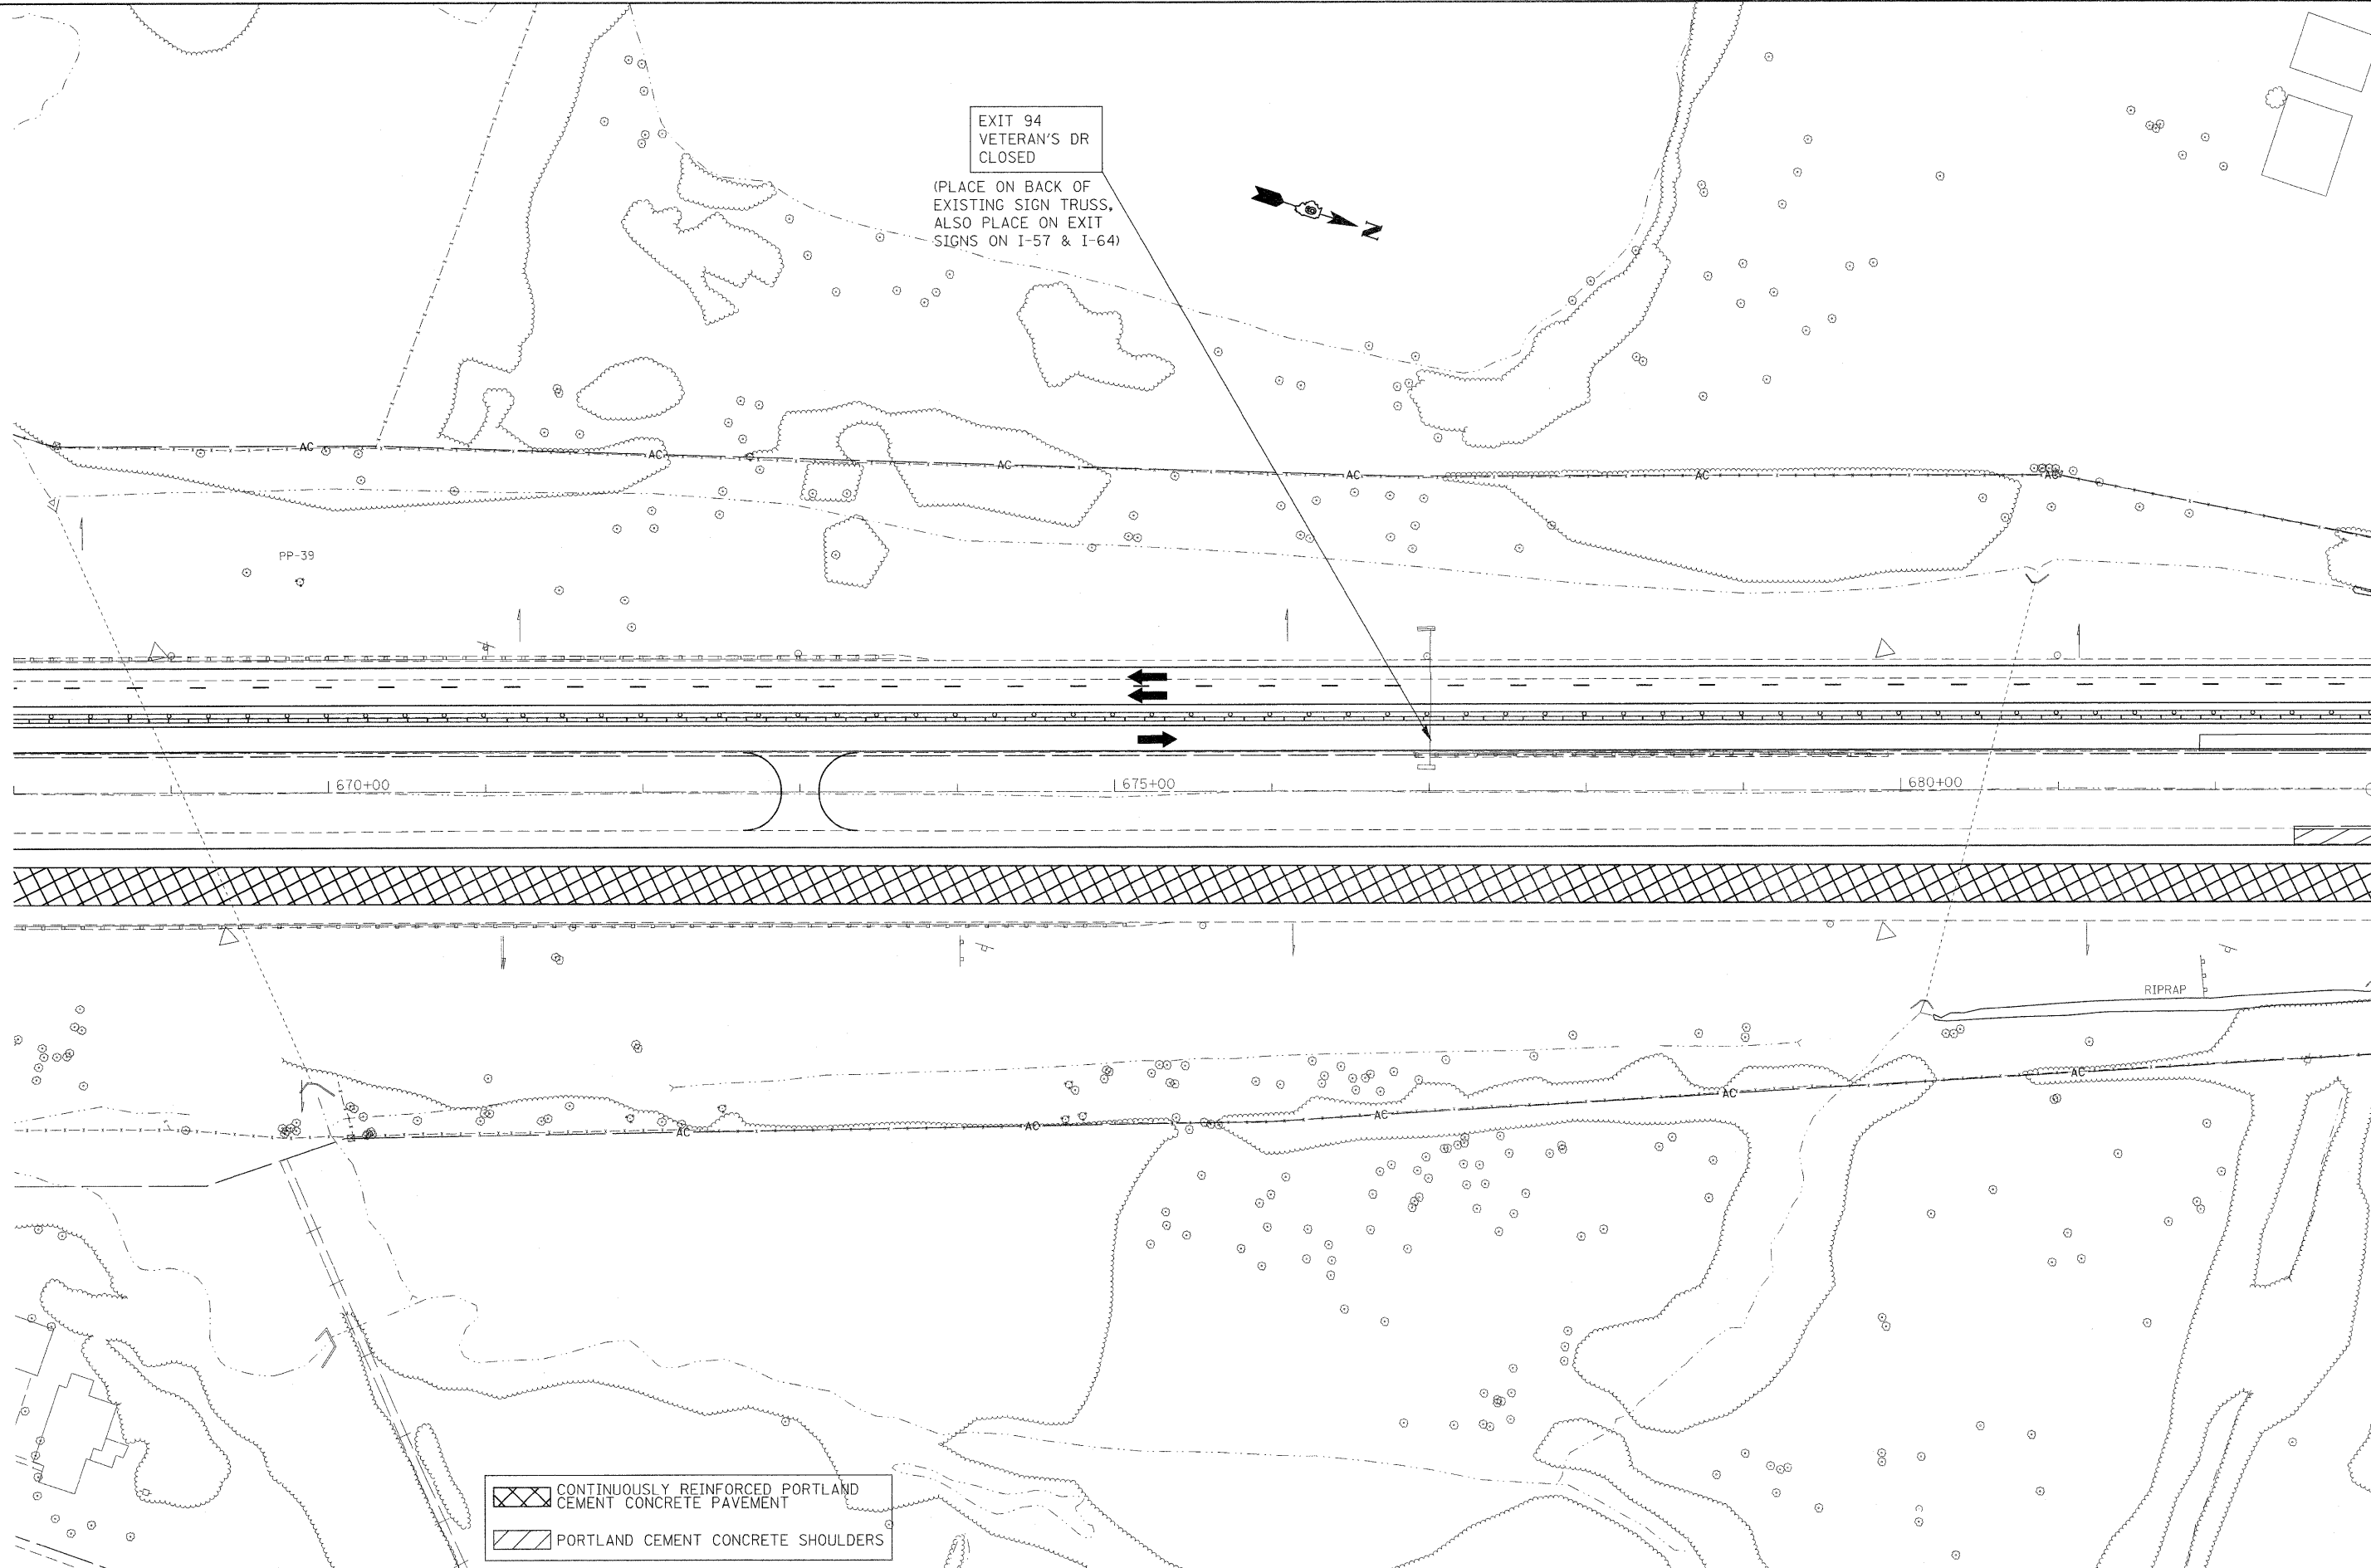 EXIT 94
VETERAN'S DR
CLOSED
(PLACE ON BACK OF
EXISTING SIGN TRUSS,
ALSO PLACE ON EXIT
SIGNS ON I-57 & I-64)
N
AC
AC
AC
AC
AC
AC
PP-39
670+00
675+00
680+00
RIPRAP
AC
AC
AC
AC
AC
CONTINUOUSLY REINFORCED PORTLAND
CEMENT CONCRETE PAVEMENT
PORTLAND CEMENT CONCRETE SHOULDERS